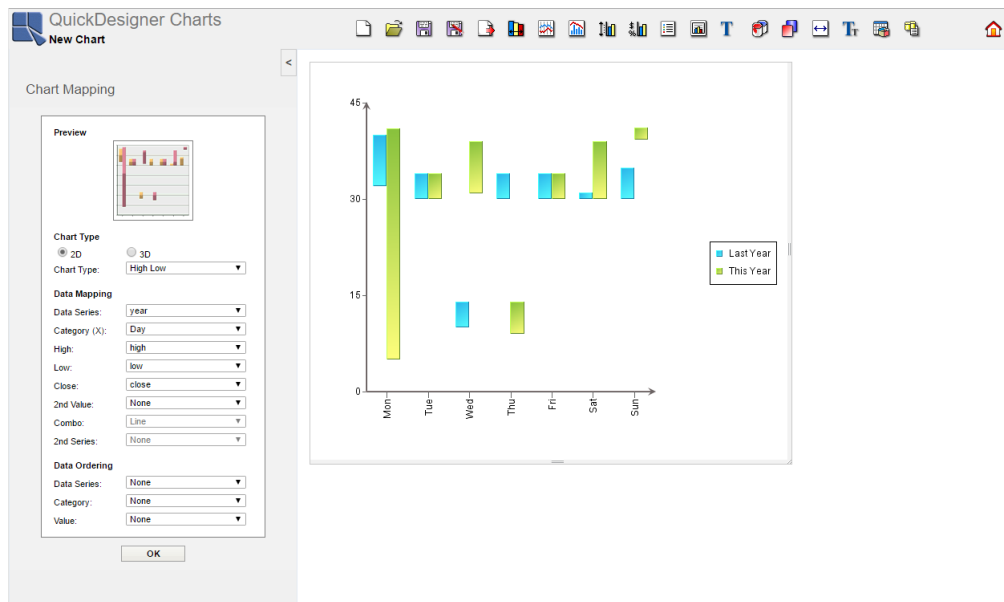 QuickDesigner Charts
New Chart
<
Chart Mapping
Preview
Chart Type
2D
3D
Chart Type:
High Low
Data Mapping
Data Series:
year
Category (X):
Day
High:
high
Low:
low
Close:
close
2nd Value:
None
Combo:
Line
2nd Series:
None
Data Ordering
Data Series:
None
Category:
None
Value:
None
OK
45
30
15
0
Mon
Tue
Wed
Thu
Fri
Sat
Sun
Last Year
This Year